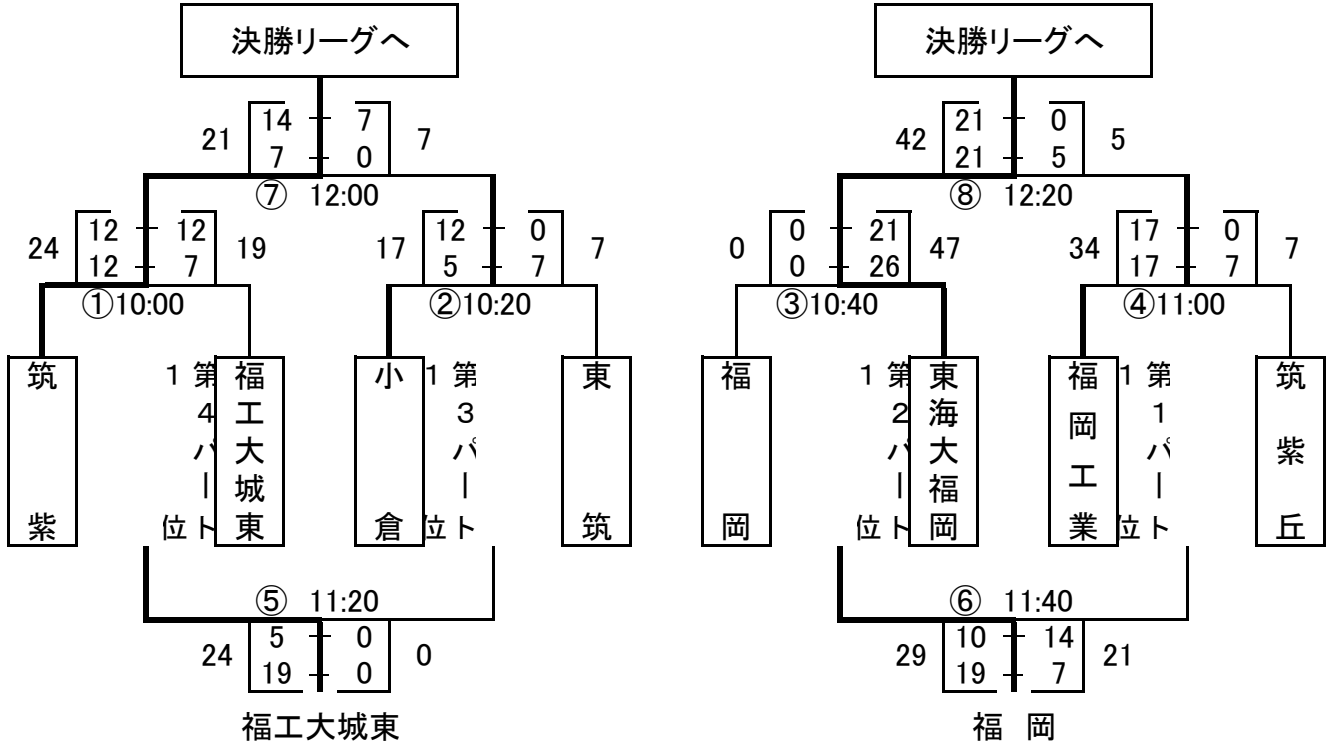 決勝リーグへ 決勝リーグへ
14 7 21 0
21 7 42 5
7 0 21 5
⑦ 12:00 ⑧ 12:20
12 12 12 0 0 21 17 0
24 19 17 7 0 47 34 7
12 7 5 7 0 26 17 7
①10:00 ②10:20 ③10:40 ④11:00
筑紫
第4パート1位
福工大城東
小倉
第3パート1位
東筑
福岡
第2パート1位
東海大福岡
福岡工業
第1パート1位
筑紫丘
⑤ 11:20 ⑥ 11:40
5 0 10 14
24 0 29 21
19 0 19 7
福工大城東 福 岡